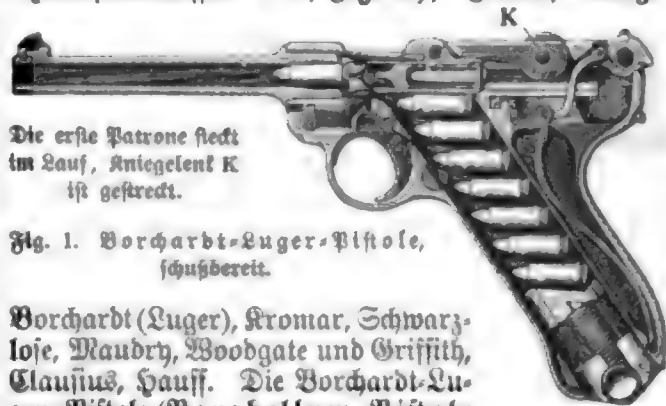 K
Die erste Patrone steckt
im Lauf, Kniegelenk K
ist gestreckt.
Fig. 1. Borchardt-Luger-Pistole,
schußbereit.
Borchardt (Luger), Kromar, Schwarz-
lose, Maudry, Woodgate und Griffith,
Clausius, Hauff. Die Borchardt-Lu-